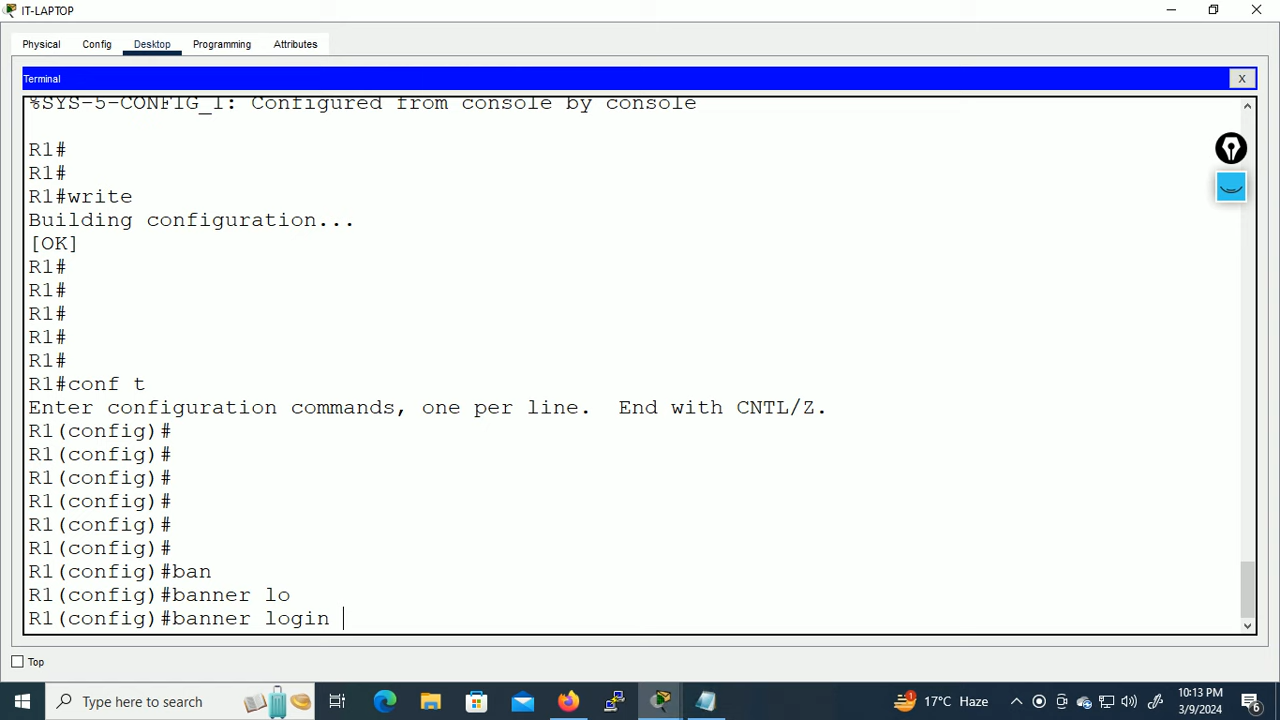 IT-LAPTOP
Physical Config Desktop Programming Attributes
Terminal X
%SYS-5-CONFIG_I: Configured from console by console
R1#
R1#
R1#write
Building configuration...
[OK]
R1#
R1#
R1#
R1#
R1#
R1#conf t
Enter configuration commands, one per line.  End with CNTL/Z.
R1(config)#
R1(config)#
R1(config)#
R1(config)#
R1(config)#
R1(config)#
R1(config)#ban
R1(config)#banner lo
R1(config)#banner login
Top
Type here to search
1
17°C Haze
10:13 PM
3/9/2024
6